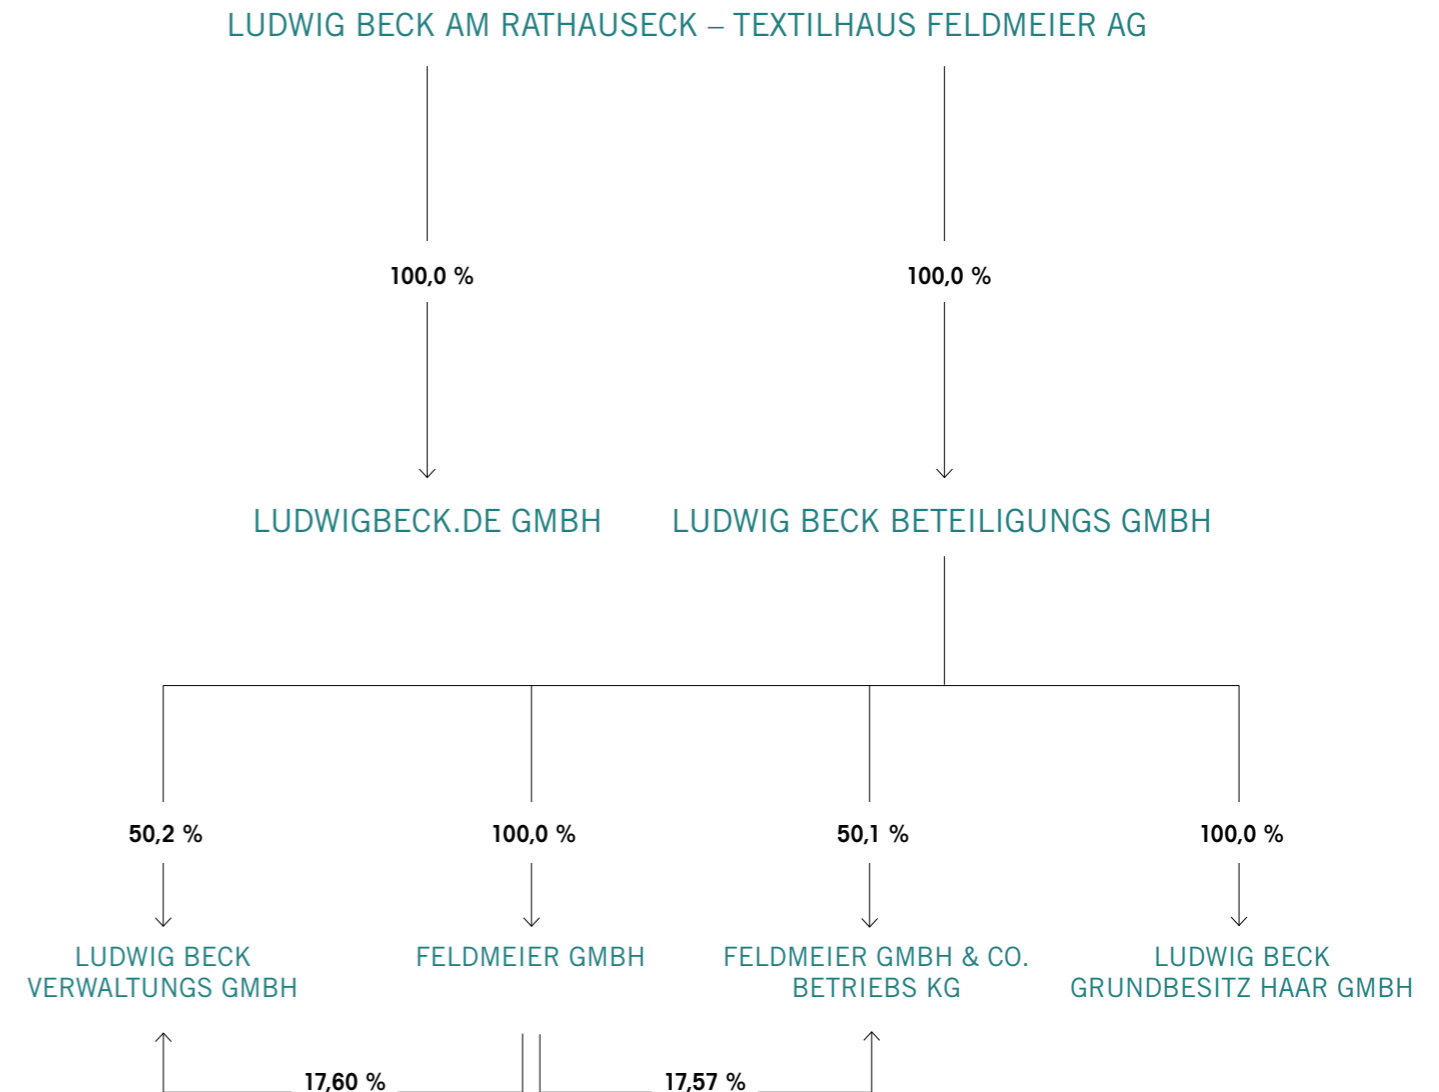 LUDWIG BECK AM RATHAUSECK – TEXTILHAUS FELDMEIER AG
100,0 % 100,0 %
LUDWIGBECK.DE GMBH LUDWIG BECK BETEILIGUNGS GMBH
50,2 % 100,0 % 50,1 % 100,0 %
LUDWIG BECK
VERWALTUNGS GMBH
FELDMEIER GMBH
FELDMEIER GMBH & CO.
BETRIEBS KG
LUDWIG BECK
GRUNDBESITZ HAAR GMBH
17,60 % 17,57 %